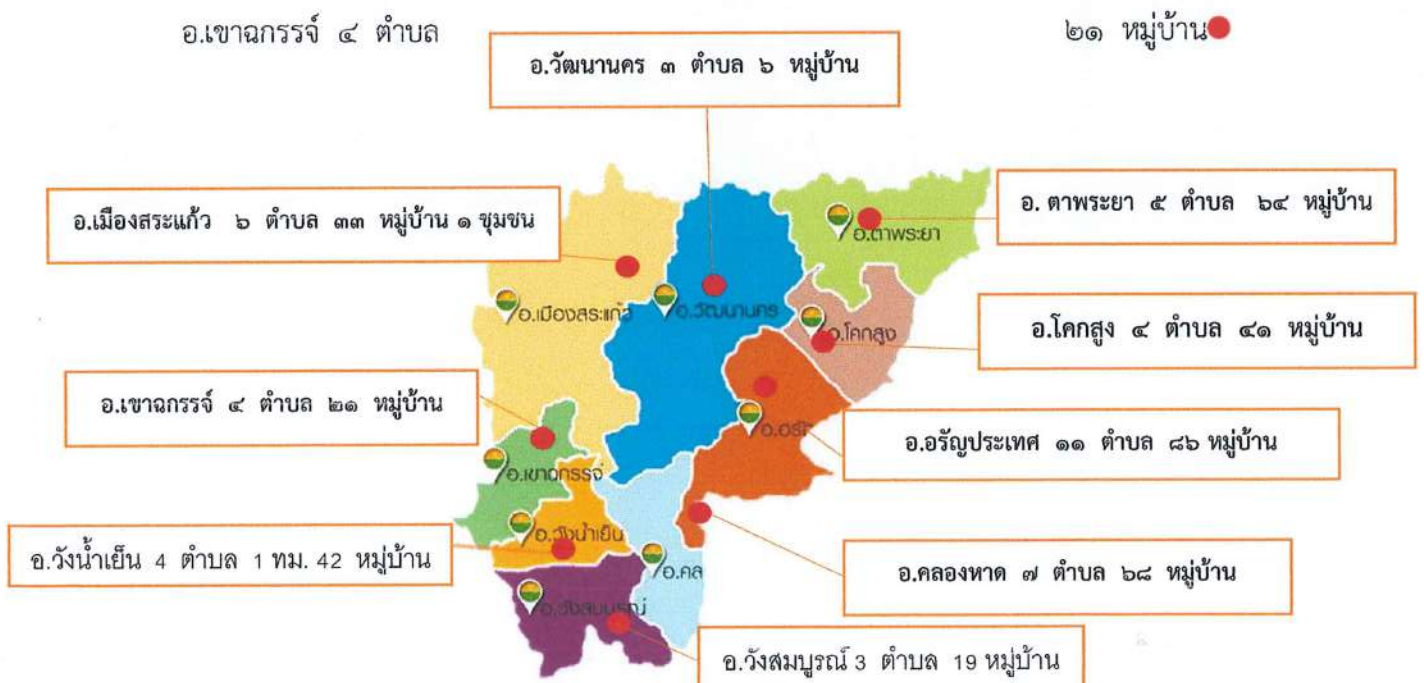 อ.เขาฉกรรจ์ ๔ ตำบล ๒๑ หมู่บ้าน
อ.วัฒนานคร ๓ ตำบล ๖ หมู่บ้าน
อ.เมืองสระแก้ว ๖ ตำบล ๓๓ หมู่บ้าน ๑ ชุมชน
อ. ตาพระยา ๕ ตำบล ๖๔ หมู่บ้าน
อ.ตาพระยา
อ.เมืองสระแก้ว
อ.วัฒนานคร
อ.โคกสูง
อ.โคกสูง ๔ ตำบล ๔๑ หมู่บ้าน
อ.เขาฉกรรจ์ ๔ ตำบล ๒๑ หมู่บ้าน
อ.อรั
อ.อรัญประเทศ ๑๑ ตำบล ๘๖ หมู่บ้าน
อ.เขาฉกรรจ์
อ.วังน้ำเย็น
อ.วังน้ำเย็น 4 ตำบล 1 ทม. 42 หมู่บ้าน
อ.คล
อ.คลองหาด ๗ ตำบล ๖๘ หมู่บ้าน
อ.วังสมบูรณ์
อ.วังสมบูรณ์ 3 ตำบล 19 หมู่บ้าน